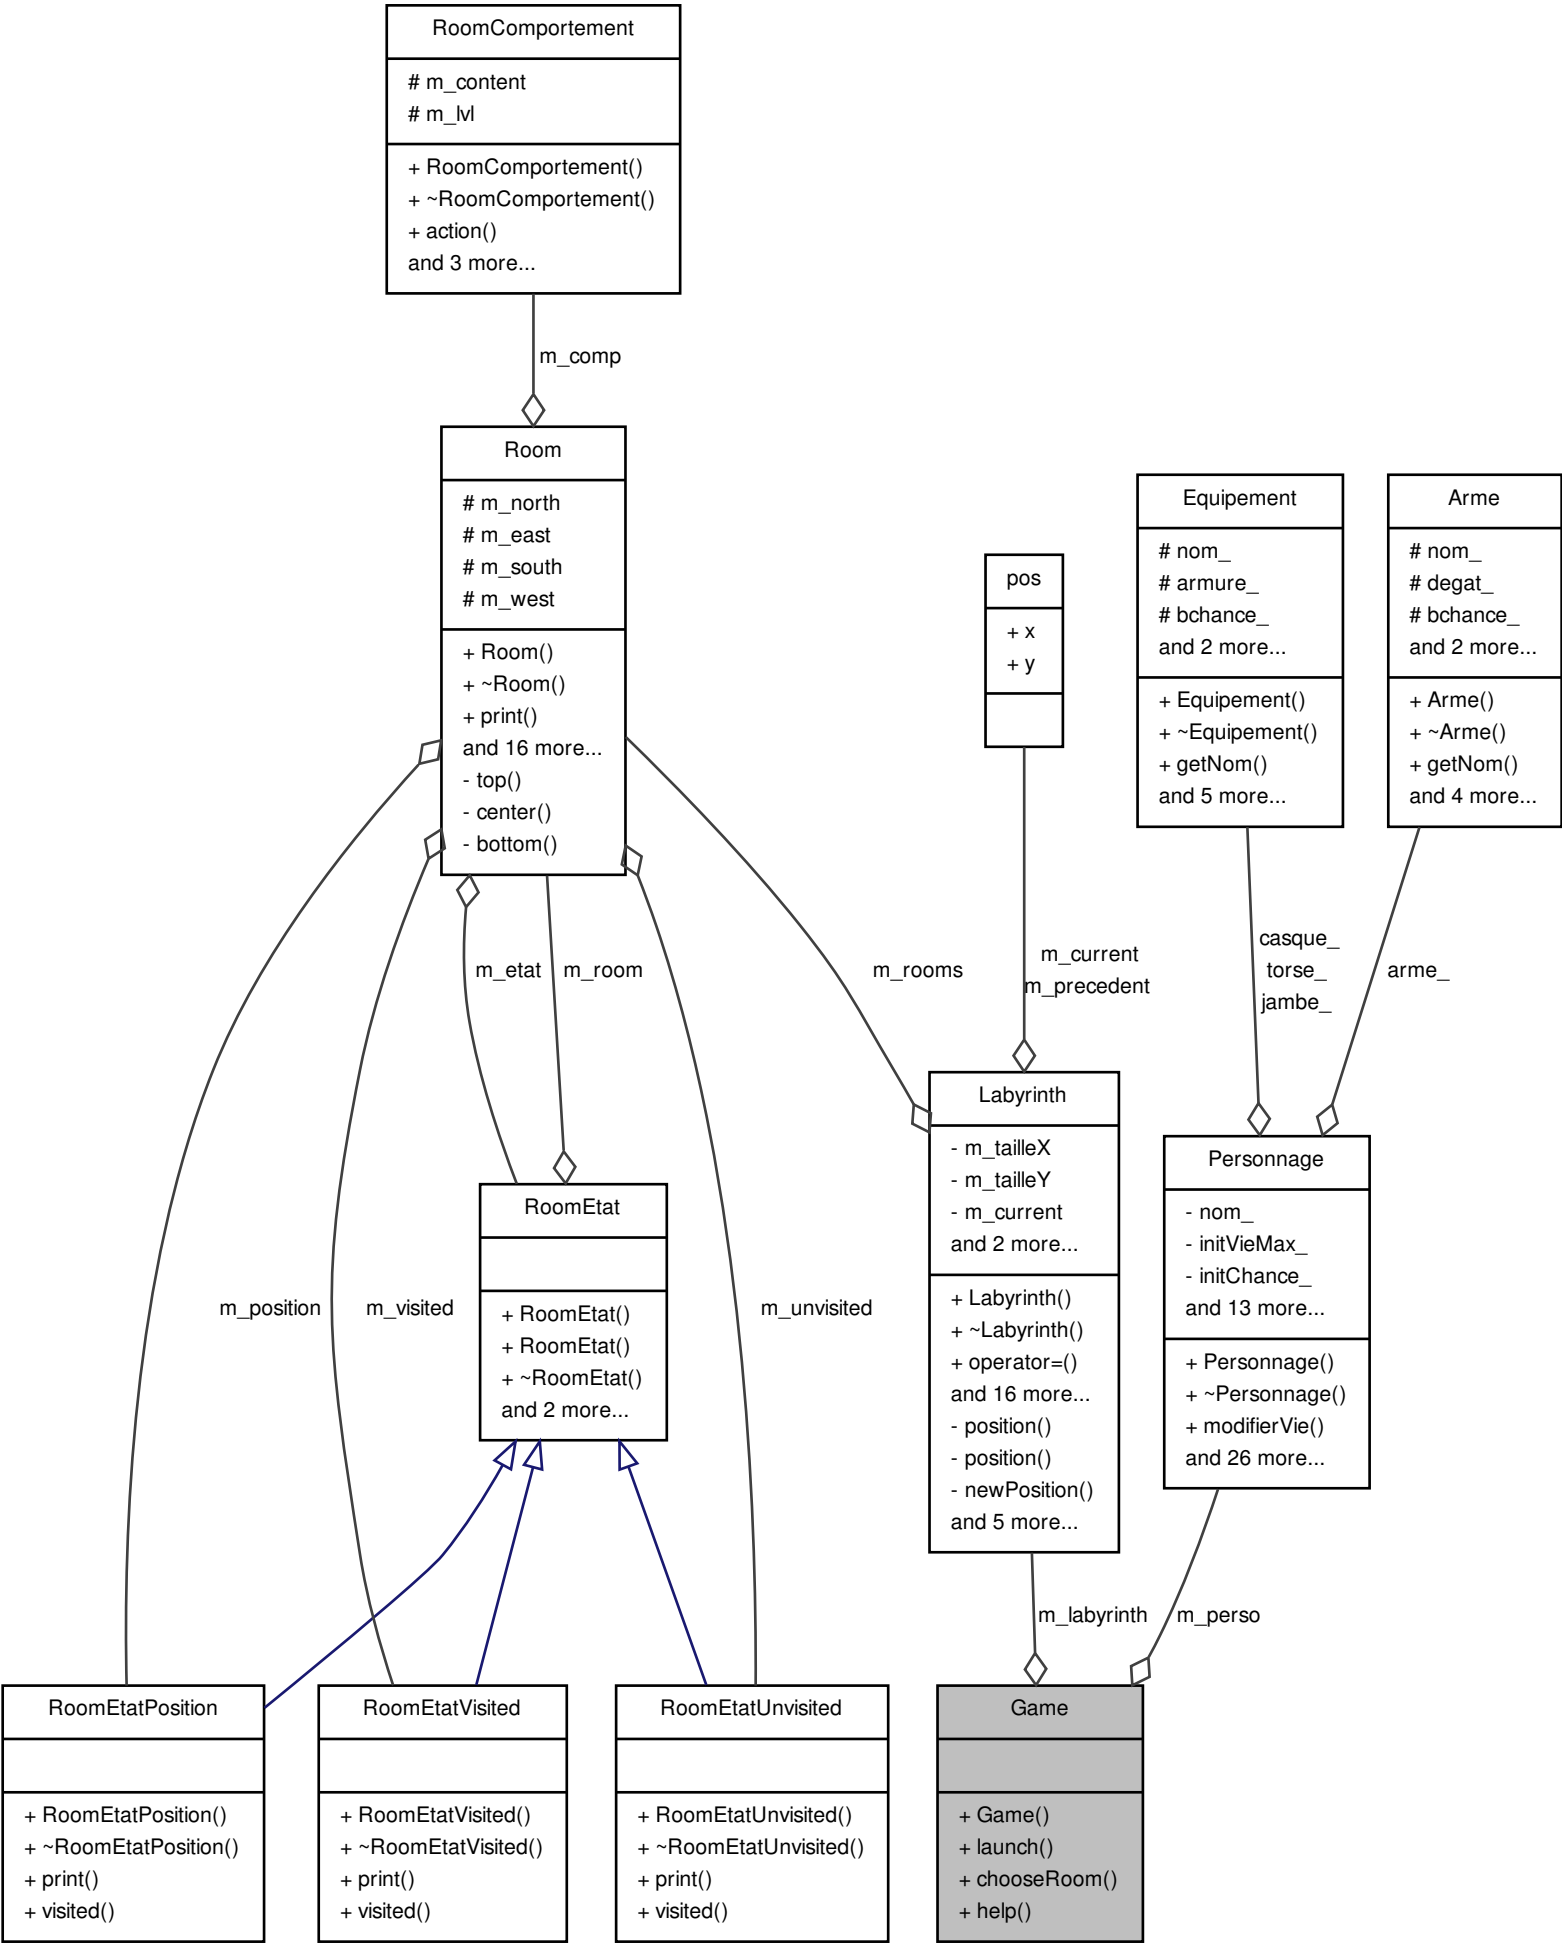 RoomComportement
# m_content
# m_lvl
+ RoomComportement()
+ ~RoomComportement()
+ action()
and 3 more...
m_comp
Room
# m_north
# m_east
# m_south
# m_west
+ Room()
+ ~Room()
+ print()
and 16 more...
- top()
- center()
- bottom()
pos
+ x
+ y
Equipement
# nom_
# armure_
# bchance_
and 2 more...
+ Equipement()
+ ~Equipement()
+ getNom()
and 5 more...
Arme
# nom_
# degat_
# bchance_
and 2 more...
+ Arme()
+ ~Arme()
+ getNom()
and 4 more...
m_etat
m_room
m_rooms
m_current
m_precedent
casque_
torse_
jambe_
arme_
RoomEtat
+ RoomEtat()
+ RoomEtat()
+ ~RoomEtat()
and 2 more...
Labyrinth
- m_tailleX
- m_tailleY
- m_current
and 2 more...
+ Labyrinth()
+ ~Labyrinth()
+ operator=()
and 16 more...
- position()
- position()
- newPosition()
and 5 more...
Personnage
- nom_
- initVieMax_
- initChance_
and 13 more...
+ Personnage()
+ ~Personnage()
+ modifierVie()
and 26 more...
m_position
m_visited
m_unvisited
m_labyrinth
m_perso
RoomEtatPosition
+ RoomEtatPosition()
+ ~RoomEtatPosition()
+ print()
+ visited()
RoomEtatVisited
+ RoomEtatVisited()
+ ~RoomEtatVisited()
+ print()
+ visited()
RoomEtatUnvisited
+ RoomEtatUnvisited()
+ ~RoomEtatUnvisited()
+ print()
+ visited()
Game
+ Game()
+ launch()
+ chooseRoom()
+ help()